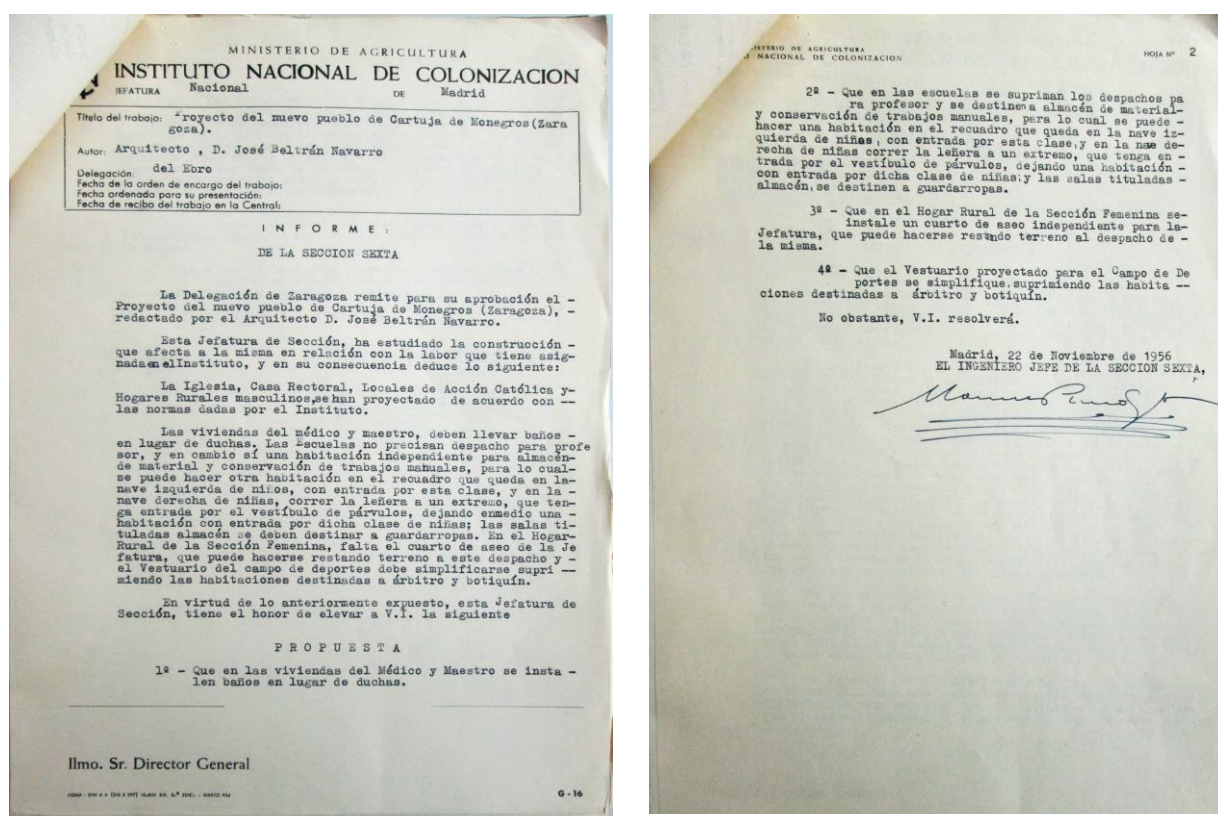 MINISTERIO DE AGRICULTURA
INSTITUTO NACIONAL DE COLONIZACION
JEFATURA Nacional DE Madrid
Título del trabajo: Proyecto del nuevo pueblo de Cartuja de Monegros(Zara
goza).
Autor: Arquitecto , D. José Beltrán Navarro
Delegación: del Ebro
Fecha de la orden de encargo del trabajo:
Fecha ordenada para su presentación:
Fecha de recibo del trabajo en la Central:
I N F O R M E :
DE LA SECCION SEXTA
La Delegación de Zaragoza remite para su aprobación el -
Proyecto del nuevo pueblo de Cartuja de Monegros (Zaragoza), -
redactado por el Arquitecto D. José Beltrán Navarro.
Esta Jefatura de Sección, ha estudiado la construcción -
que afecta a la misma en relación con la labor que tiene asig-
nada en el Instituto, y en su consecuencia deduce lo siguiente:
La Iglesia, Casa Rectoral, Locales de Acción Católica y-
Hogares Rurales masculinos,se han proyectado de acuerdo con --
las normas dadas por el Instituto.
Las viviendas del médico y maestro, deben llevar baños -
en lugar de duchas. Las Escuelas no precisan despacho para profe
sor, y en cambio sí una habitación independiente para almacén-
de material y conservación de trabajos manuales, para lo cual-
se puede hacer otra habitación en el recuadro que queda en la-
nave izquierda de niños, con entrada por esta clase, y en la -
nave derecha de niñas, correr la leñera a un extremo, que ten-
ga entrada por el vestíbulo de párvulos, dejando enmedio una -
habitación con entrada por dicha clase de niñas; las salas ti-
tuladas almacén se deben destinar a guardarropas. En el Hogar-
Rural de la Sección Femenina, falta el cuarto de aseo de la Je
fatura, que puede hacerse restando terreno a este despacho y -
el Vestuario del campo de deportes debe simplificarse supri --
miendo las habitaciones destinadas a árbitro y botiquín.
En virtud de lo anteriormente expuesto, esta Jefatura de
Sección, tiene el honor de elevar a V.I. la siguiente
P R O P U E S T A
1º - Que en las viviendas del Médico y Maestro se insta -
len baños en lugar de duchas.
Ilmo. Sr. Director General
G - 16
ISTERIO DE AGRICULTURA
O NACIONAL DE COLONIZACION
HOJA Nº 2
2º - Que en las escuelas se supriman los despachos pa
ra profesor y se destinen a almacén de material-
y conservación de trabajos manuales, para lo cual se puede -
hacer una habitación en el recuadro que queda en la nave iz-
quierda de niñas, con entrada por esta clase,y en la nae de-
recha de niñas correr la leñera a un extremo, que tenga en -
trada por el vestíbulo de párvulos, dejando una habitación -
con entrada por dicha clase de niñas;y las salas tituladas -
almacén,se destinen a guardarropas.
3º - Que en el Hogar Rural de la Sección Femenina se-
instale un cuarto de aseo independiente para la-
Jefatura, que puede hacerse restando terreno al despacho de -
la misma.
4º - Que el Vestuario proyectado para el Campo de De
portes se simplifique,suprimiendo las habita --
ciones destinadas a árbitro y botiquín.
No obstante, V.I. resolverá.
Madrid, 22 de Noviembre de 1956
EL INGENIERO JEFE DE LA SECCION SEXTA,